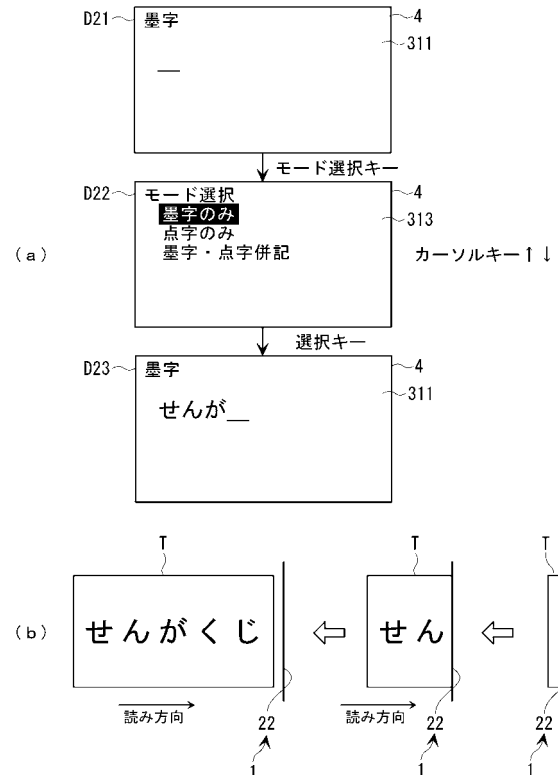 D21
墨字
4
311
モード選択キー
D22
モード選択
墨字のみ
点字のみ
墨字・点字併記
4
313
(a)
カーソルキー↑↓
選択キー
D23
墨字
せんが__
4
311
T
T
T
(b)
せんがくじ
せん
読み方向
読み方向
22
22
22
1
1
1